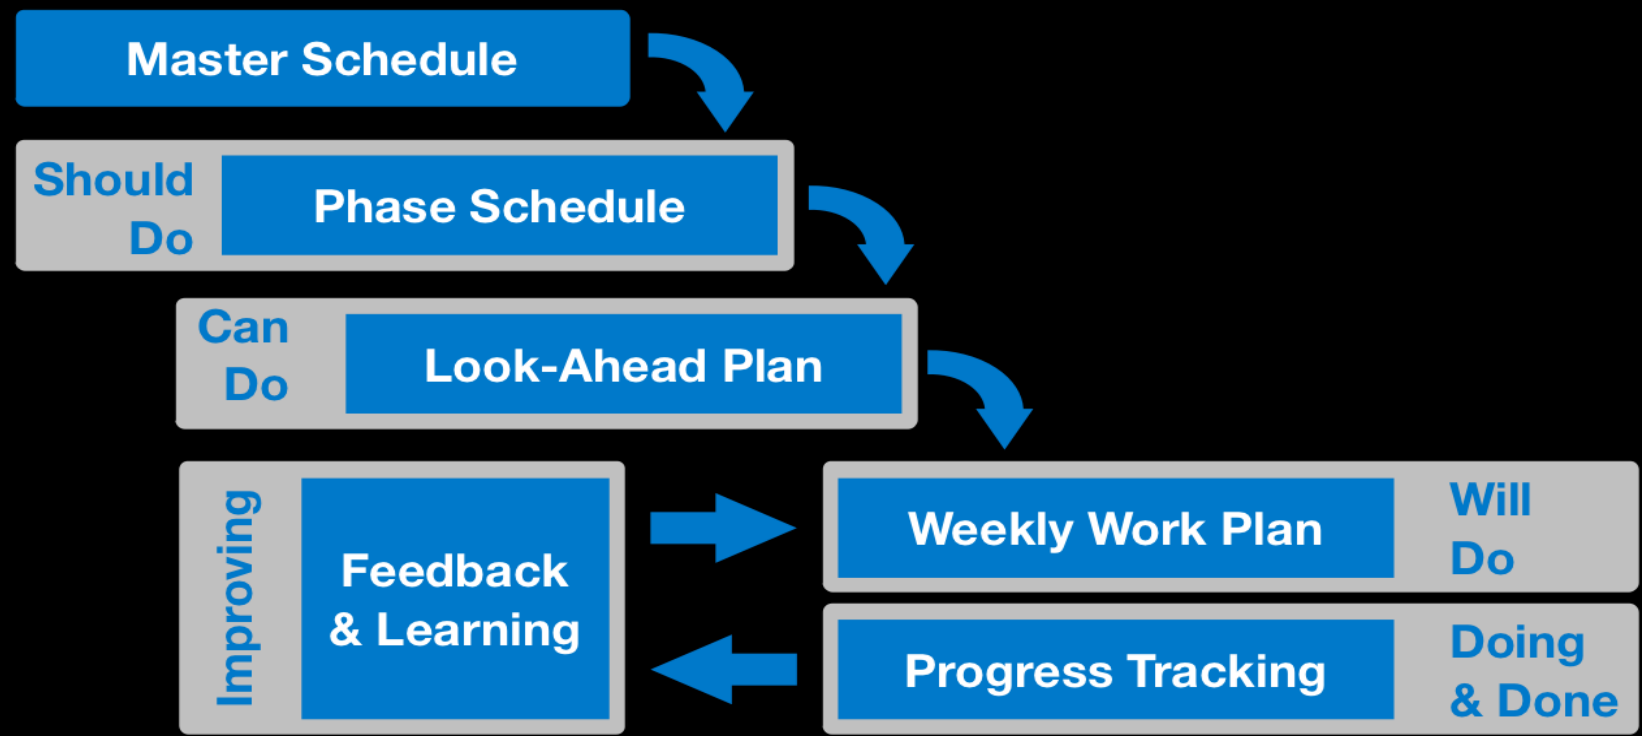 Master Schedule
Should
Do
Phase Schedule
Can
Do
Look-Ahead Plan
Improving
Feedback
& Learning
Weekly Work Plan
Will
Do
Progress Tracking
Doing
& Done